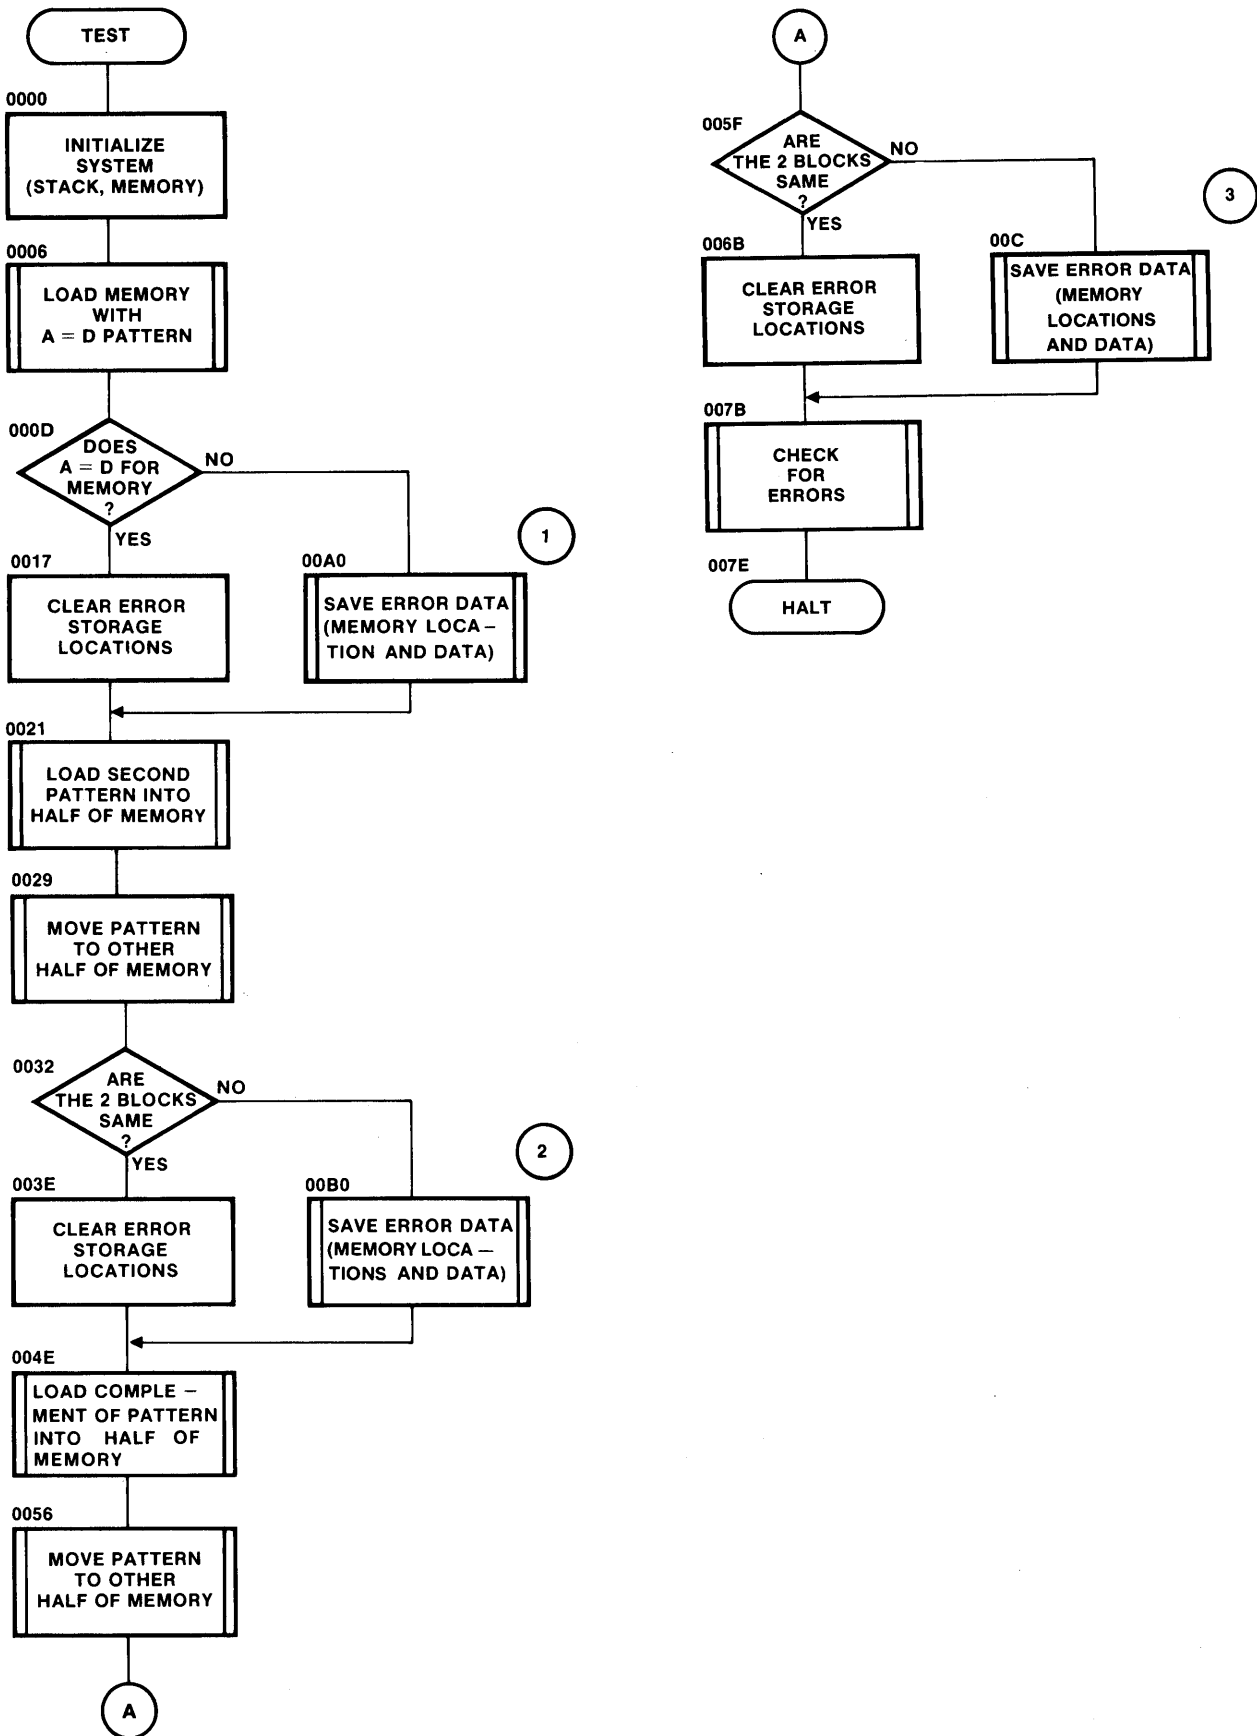 TEST
0000
INITIALIZE
SYSTEM
(STACK, MEMORY)
0006
LOAD MEMORY
WITH
A = D PATTERN
000D
DOES
A = D FOR
MEMORY
?
NO
YES
1
0017
CLEAR ERROR
STORAGE
LOCATIONS
00A0
SAVE ERROR DATA
(MEMORY LOCA –
TION AND DATA)
0021
LOAD SECOND
PATTERN INTO
HALF OF MEMORY
0029
MOVE PATTERN
TO OTHER
HALF OF MEMORY
0032
ARE
THE 2 BLOCKS
SAME
?
NO
YES
2
003E
CLEAR ERROR
STORAGE
LOCATIONS
00B0
SAVE ERROR DATA
(MEMORY LOCA –
TIONS AND DATA)
004E
LOAD COMPLE –
MENT OF PATTERN
INTO HALF OF
MEMORY
0056
MOVE PATTERN
TO OTHER
HALF OF MEMORY
A
A
005F
ARE
THE 2 BLOCKS
SAME
?
NO
YES
3
006B
CLEAR ERROR
STORAGE
LOCATIONS
00C
SAVE ERROR DATA
(MEMORY
LOCATIONS
AND DATA)
007B
CHECK
FOR
ERRORS
007E
HALT